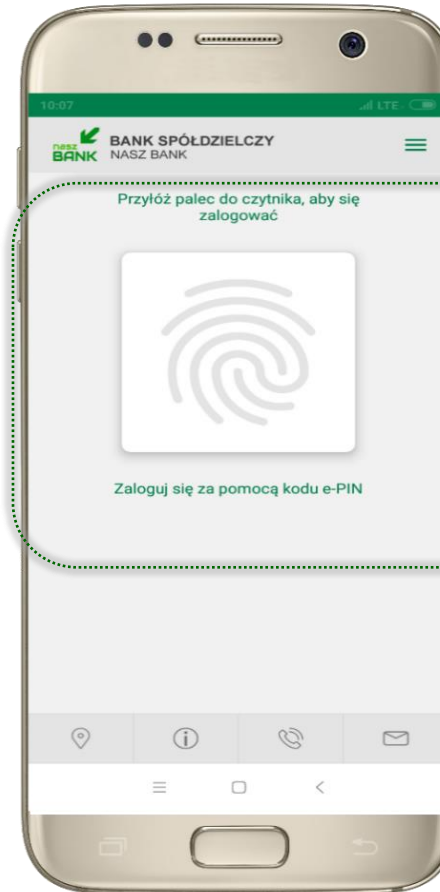 10:07
LTE
nasz
BANK
BANK SPÓŁDZIELCZY
NASZ BANK
Przyłóż palec do czytnika, aby się
zalogować
Zaloguj się za pomocą kodu e-PIN